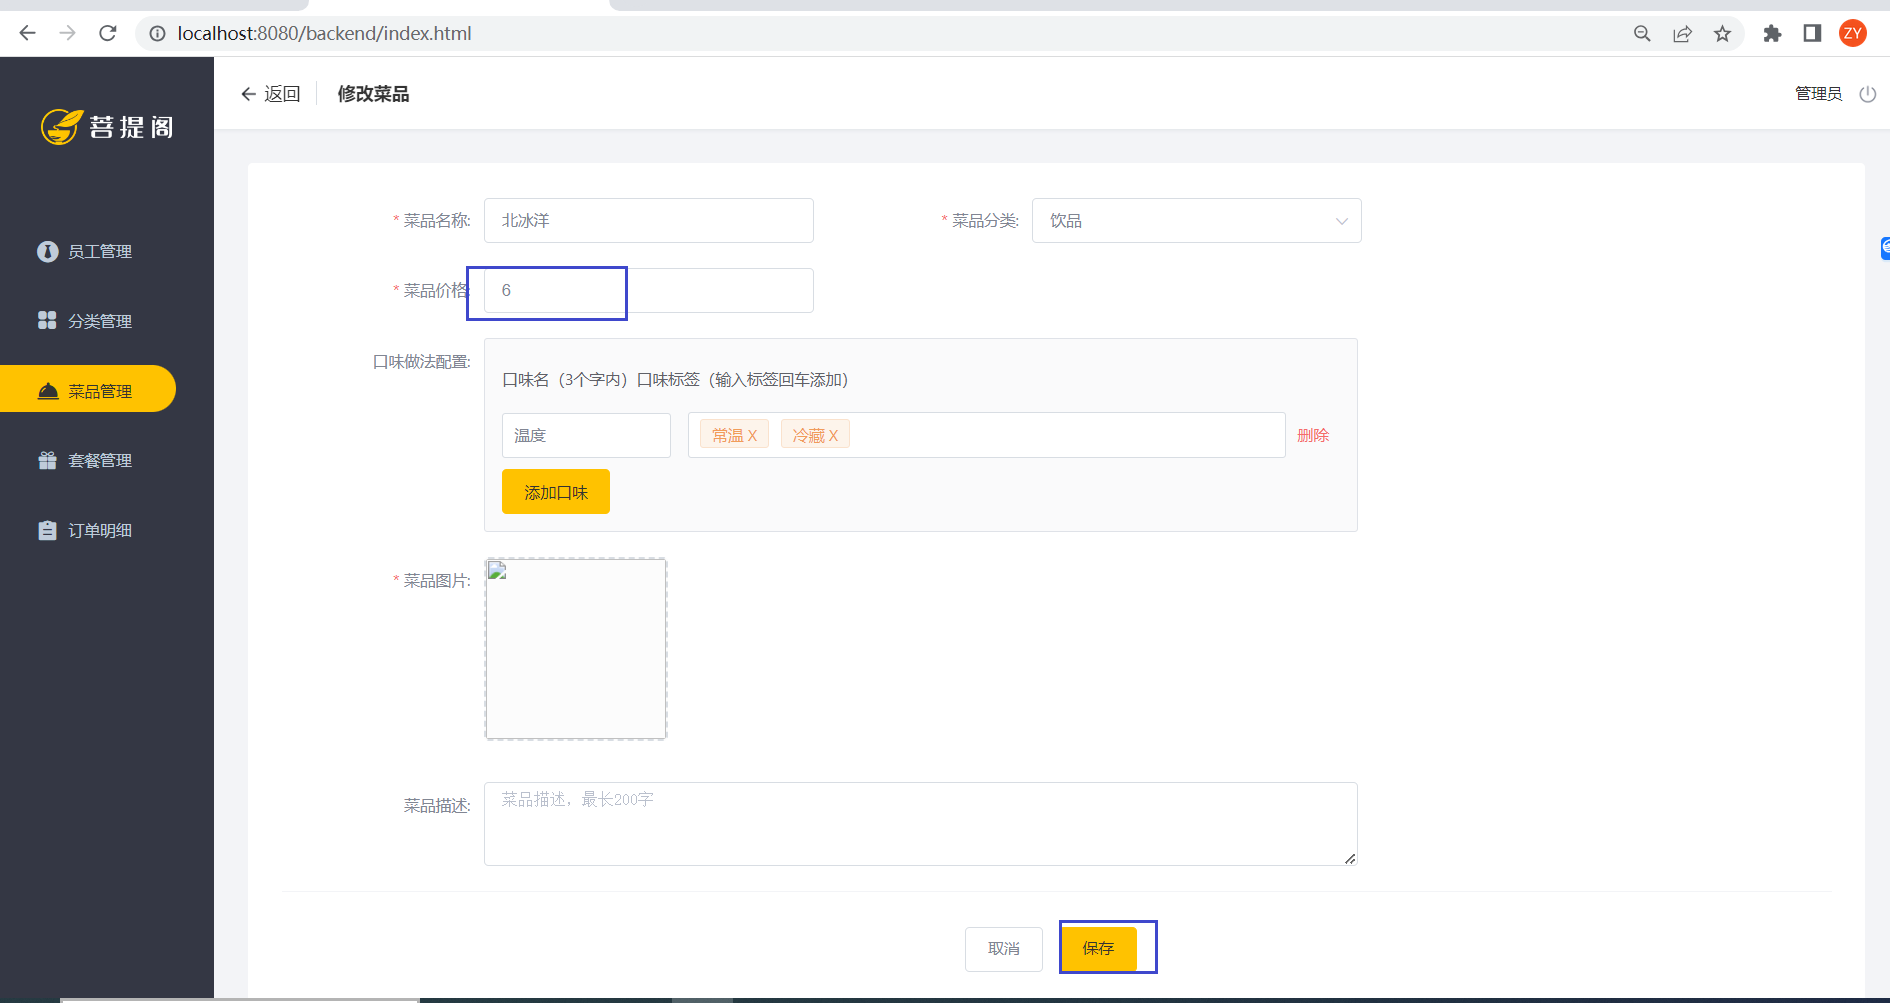 localhost:8080/backend/index.html
ZY
菩提阁
返回
修改菜品
管理员
员工管理
分类管理
菜品管理
套餐管理
订单明细
* 菜品名称:
北冰洋
* 菜品分类:
饮品
* 菜品价格:
6
口味做法配置:
口味名（3个字内）口味标签（输入标签回车添加）
温度
常温 X
冷藏 X
删除
添加口味
* 菜品图片:
菜品描述:
菜品描述，最长200字
取消
保存